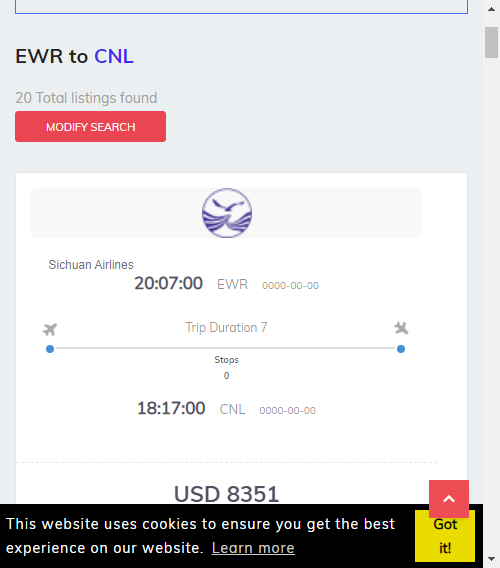 EWR to CNL
20 Total listings found
MODIFY SEARCH
Sichuan Airlines
20:07:00 EWR 0000-00-00
Trip Duration 7
Stops
0
18:17:00 CNL 0000-00-00
USD 8351
This website uses cookies to ensure you get the best
experience on our website. Learn more
Got
it!